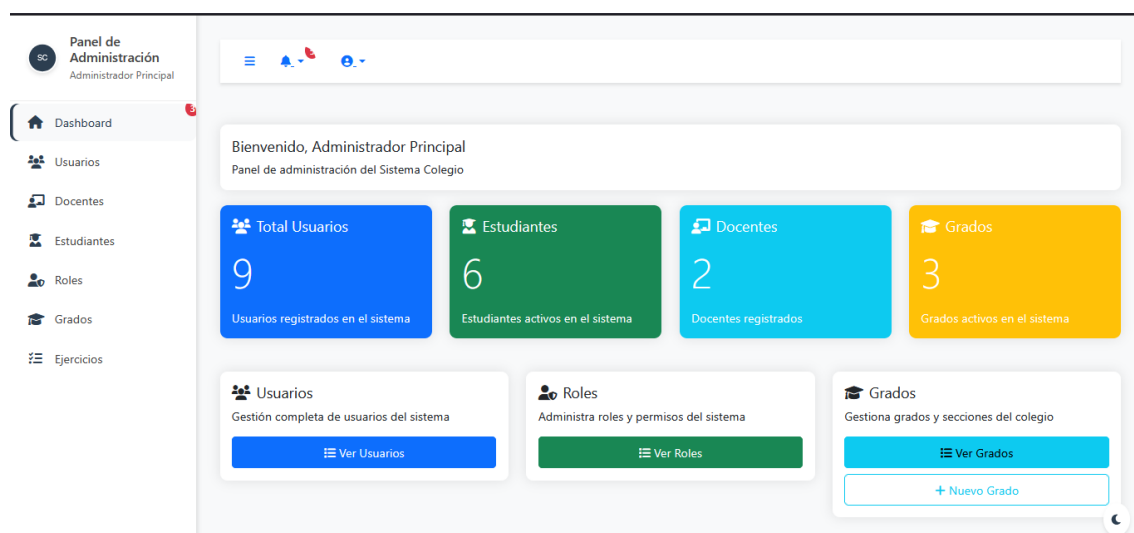 SC
Panel de
Administración
Administrador Principal
3
Dashboard
Usuarios
Docentes
Estudiantes
Roles
Grados
Ejercicios
Bienvenido, Administrador Principal
Panel de administración del Sistema Colegio
Total Usuarios
9
Usuarios registrados en el sistema
Estudiantes
6
Estudiantes activos en el sistema
Docentes
2
Docentes registrados
Grados
3
Grados activos en el sistema
Usuarios
Gestión completa de usuarios del sistema
Ver Usuarios
Roles
Administra roles y permisos del sistema
Ver Roles
Grados
Gestiona grados y secciones del colegio
Ver Grados
+ Nuevo Grado